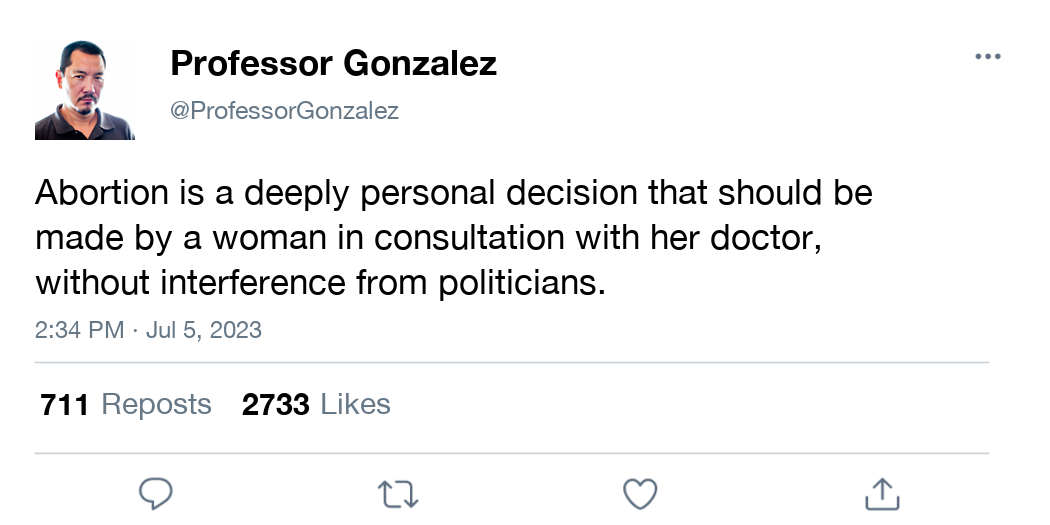 Professor Gonzalez
@ProfessorGonzalez
Abortion is a deeply personal decision that should be
made by a woman in consultation with her doctor,
without interference from politicians.
2:34 PM · Jul 5, 2023
711 Reposts 2733 Likes